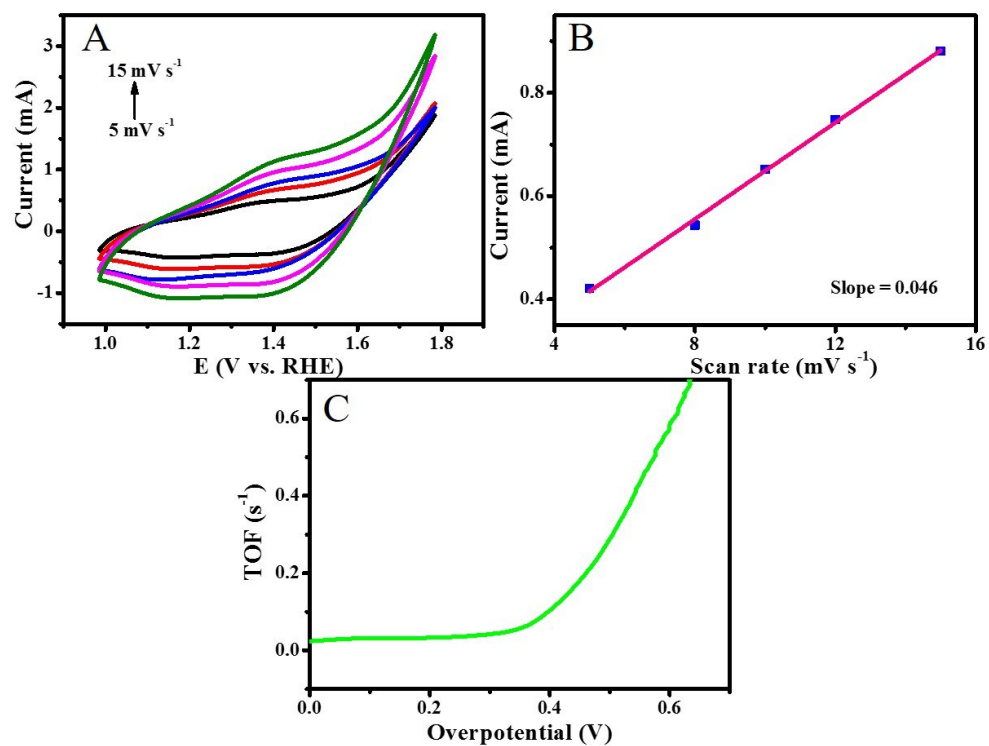 A
15 mV s⁻¹
5 mV s⁻¹
Current (mA)
3
2
1
0
-1
1.0 1.2 1.4 1.6 1.8
E (V vs. RHE)
B
Current (mA)
0.8
0.6
0.4
Slope = 0.046
4 8 12 16
Scan rate (mV s⁻¹)
C
TOF (s⁻¹)
0.6
0.4
0.2
0.0
0.0 0.2 0.4 0.6
Overpotential (V)